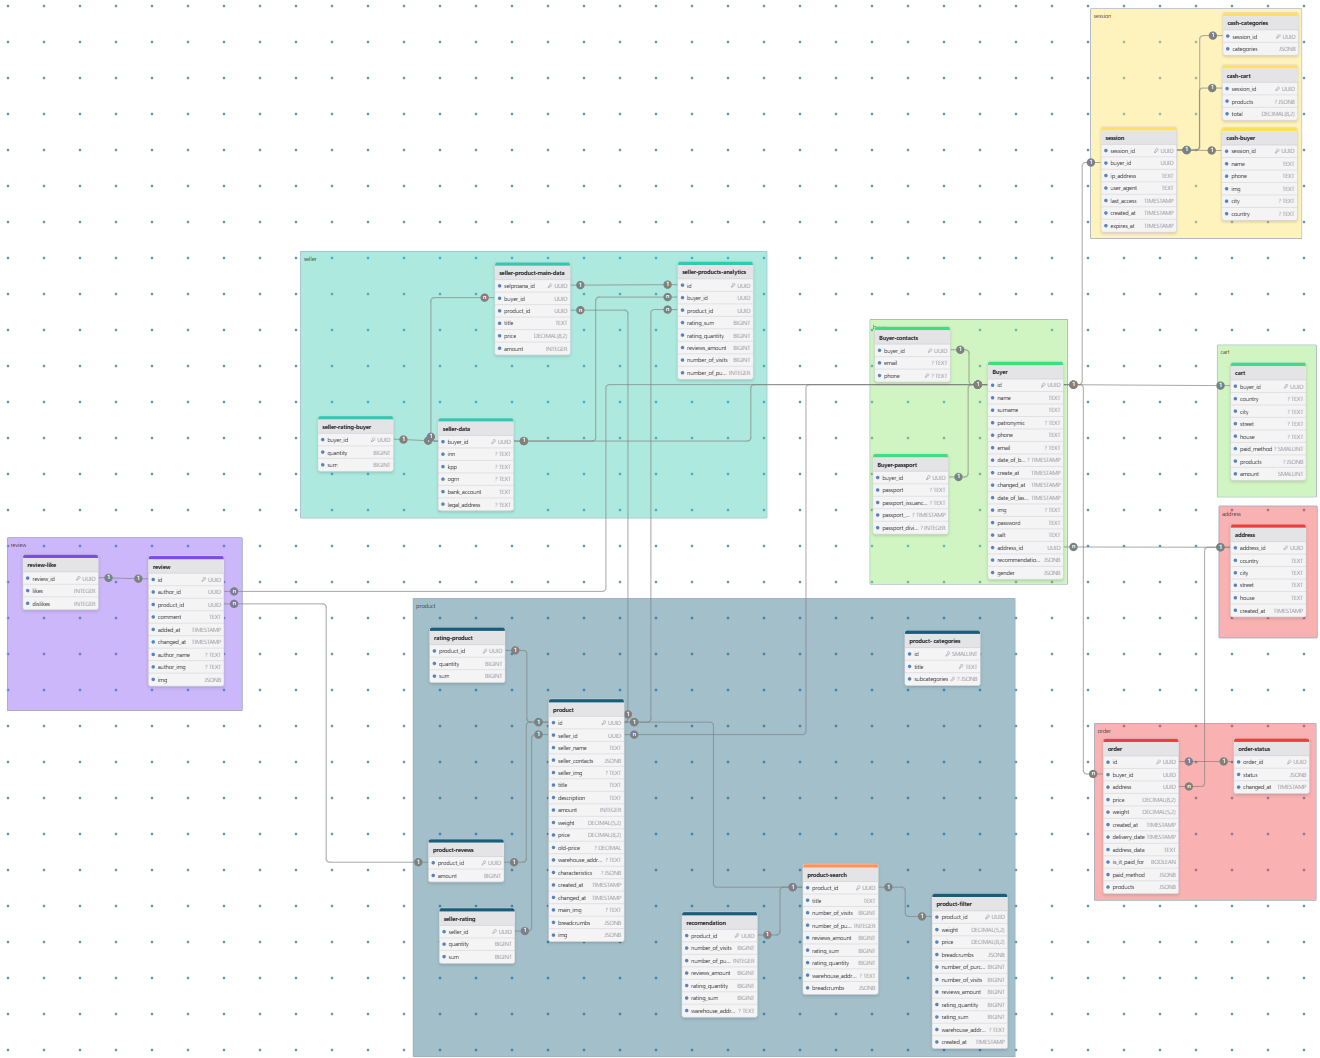 session
cash-categories
session_id UUID
categories JSONB
cash-cart
session_id UUID
products ? JSONB
total DECIMAL(8,2)
session
session_id UUID
buyer_id UUID
ip_address TEXT
user_agent TEXT
last_access TIMESTAMP
created_at TIMESTAMP
expires_at TIMESTAMP
cash-buyer
session_id UUID
name ? TEXT
phone ? TEXT
img ? TEXT
city ? TEXT
country ? TEXT
seller
seller-product-main-data
selproana_id UUID
buyer_id UUID
product_id UUID
title TEXT
price DECIMAL(8,2)
amount INTEGER
seller-products-analytics
id UUID
buyer_id UUID
product_id UUID
rating_sum BIGINT
rating_quantity BIGINT
reviews_amount BIGINT
number_of_visits BIGINT
number_of_pu... INTEGER
seller-rating-buyer
buyer_id UUID
quantity BIGINT
sum BIGINT
seller-data
buyer_id UUID
inn ? TEXT
kpp ? TEXT
ogrn ? TEXT
bank_account TEXT
legal_address ? TEXT
Buyer-contacts
buyer_id UUID
email ? TEXT
phone ? TEXT
Buyer
id UUID
name TEXT
surname TEXT
patronymic TEXT
phone TEXT
email ? TEXT
date_of_b... ? TIMESTAMP
create_at TIMESTAMP
changed_at TIMESTAMP
date_of_las... TIMESTAMP
img ? TEXT
password TEXT
salt TEXT
address_id UUID
recommendatio... JSONB
gender JSONB
Buyer-passport
buyer_id UUID
passport ? TEXT
passport_issuanc... ? TEXT
passport_... ? TIMESTAMP
passport_divi... ? INTEGER
cart
cart
buyer_id UUID
country ? TEXT
city ? TEXT
street ? TEXT
house ? TEXT
paid_method ? SMALLINT
products ? JSONB
amount SMALLINT
address
address
address_id UUID
country TEXT
city TEXT
street TEXT
house TEXT
created_at TIMESTAMP
review
review-like
review_id UUID
likes INTEGER
dislikes INTEGER
review
id UUID
author_id UUID
product_id UUID
comment TEXT
added_at TIMESTAMP
changed_at TIMESTAMP
author_name ? TEXT
author_img ? TEXT
img JSONB
product
rating-product
product_id UUID
quantity BIGINT
sum BIGINT
product- categories
id SMALLINT
title TEXT
subcategories ? JSONB
product
id UUID
seller_id UUID
seller_name TEXT
seller_contacts JSONB
seller_img ? TEXT
title TEXT
description TEXT
amount INTEGER
weight DECIMAL(5,2)
price DECIMAL(8,2)
old-price ? DECIMAL
warehouse_addr... ? TEXT
characteristics ? JSONB
created_at TIMESTAMP
changed_at TIMESTAMP
main_img ? TEXT
breadcrumbs JSONB
img JSONB
product-revews
product_id UUID
amount BIGINT
seller-rating
seller_id UUID
quantity BIGINT
sum BIGINT
recomendation
product_id UUID
number_of_visits BIGINT
number_of_pu... INTEGER
reviews_amount BIGINT
rating_quantity BIGINT
rating_sum BIGINT
warehouse_addr... ? TEXT
product-search
product_id UUID
title TEXT
number_of_visits BIGINT
number_of_pu... INTEGER
reviews_amount BIGINT
rating_sum BIGINT
rating_quantity BIGINT
warehouse_addr... ? TEXT
breadcrumbs JSONB
product-filter
product_id UUID
weight DECIMAL(5,2)
price DECIMAL(8,2)
breadcrumbs JSONB
number_of_purc... BIGINT
number_of_visits BIGINT
reviews_amount BIGINT
rating_quantity BIGINT
rating_sum BIGINT
warehouse_addr... ? TEXT
created_at TIMESTAMP
order
order
id UUID
buyer_id UUID
address UUID
price DECIMAL(8,2)
weight DECIMAL(5,2)
created_at TIMESTAMP
delivery_date TIMESTAMP
address_data TEXT
is_it_paid_for BOOLEAN
paid_method JSONB
products JSONB
order-status
order_id UUID
status JSONB
changed_at TIMESTAMP